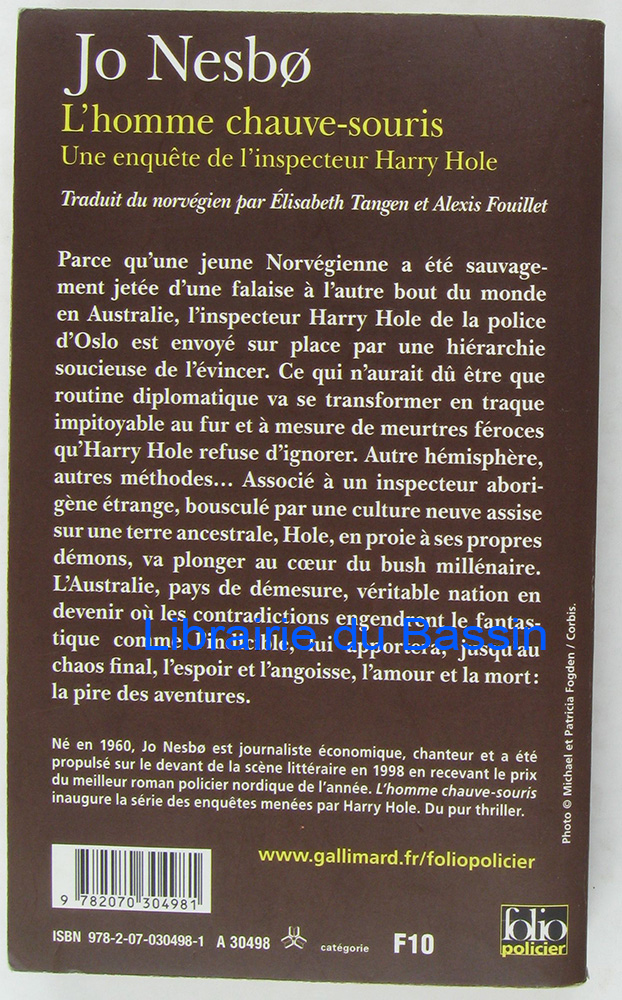 Jo Nesbø
L'homme chauve-souris
Une enquête de l'inspecteur Harry Hole
Traduit du norvégien par Élisabeth Tangen et Alexis Fouillet
Parce qu'une jeune Norvégienne a été sauvage-
ment jetée d'une falaise à l'autre bout du monde
en Australie, l'inspecteur Harry Hole de la police
d'Oslo est envoyé sur place par une hiérarchie
soucieuse de l'évincer. Ce qui n'aurait dû être que
routine diplomatique va se transformer en traque
impitoyable au fur et à mesure de meurtres féroces
qu'Harry Hole refuse d'ignorer. Autre hémisphère,
autres méthodes... Associé à un inspecteur abori-
gène étrange, bousculé par une culture neuve assise
sur une terre ancestrale, Hole, en proie à ses propres
démons, va plonger au cœur du bush millénaire.
L'Australie, pays de démesure, véritable nation en
devenir où les contradictions engendrent le fantas-
tique comme l'indicible, lui apportera, jusqu'au
chaos final, l'espoir et l'angoisse, l'amour et la mort :
la pire des aventures.
Librairie du Bassin
Né en 1960, Jo Nesbø est journaliste économique, chanteur et a été
propulsé sur le devant de la scène littéraire en 1998 en recevant le prix
du meilleur roman policier nordique de l'année. L'homme chauve-souris
inaugure la série des enquêtes menées par Harry Hole. Du pur thriller.
Photo © Michael et Patricia Fogden / Corbis.
www.gallimard.fr/foliopolicier
9 782070 304981
ISBN 978-2-07-030498-1 A 30498 catégorie F10
folio
policier